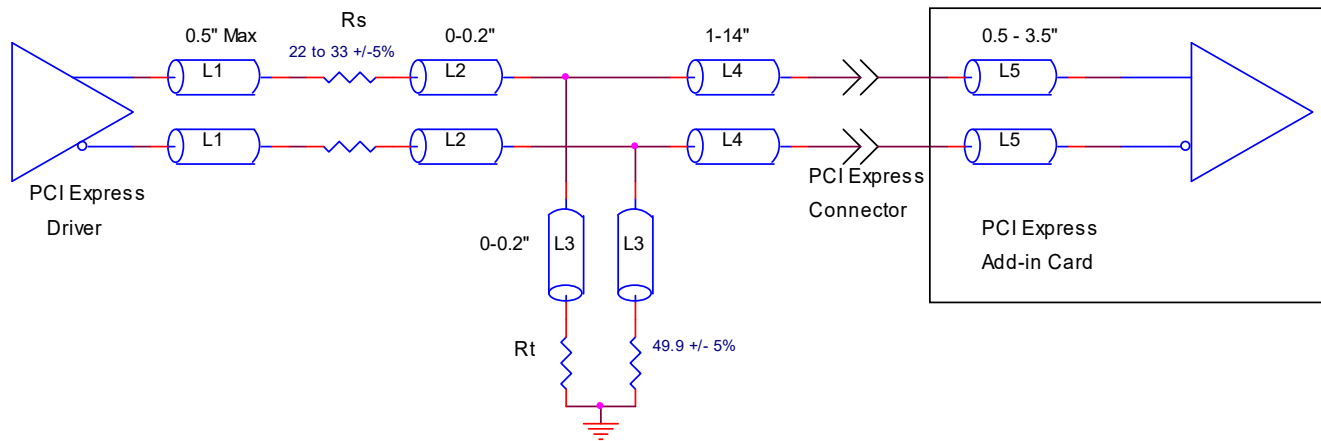 Rs
0.5" Max
22 to 33 +/-5%
0-0.2"
1-14"
0.5 - 3.5"
L1
L2
L4
L5
L1
L2
L4
L5
PCI Express
Driver
PCI Express
Connector
0-0.2"
L3
L3
PCI Express
Add-in Card
Rt
49.9 +/- 5%